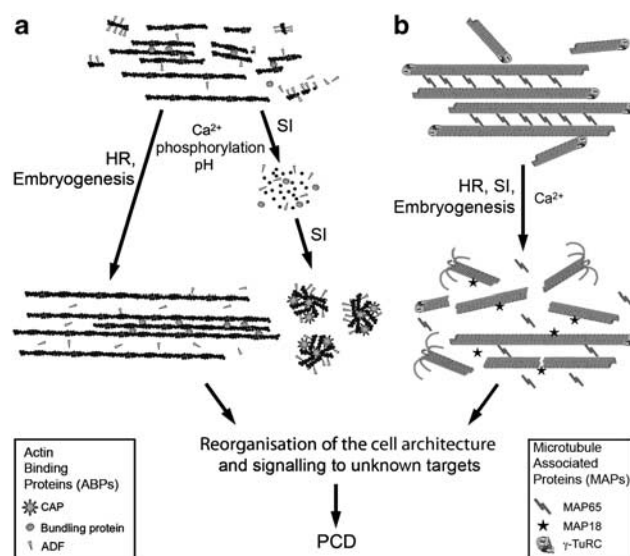 a
b
Ca²⁺
phosphorylation
pH
SI
HR,
Embryogenesis
SI
HR, SI,
Embryogenesis
Ca²⁺
Reorganisation of the cell architecture
and signalling to unknown targets
PCD
Actin
Binding
Proteins (ABPs)
CAP
Bundling protein
ADF
Microtubule
Associated
Proteins (MAPs)
MAP65
MAP18
γ-TuRC